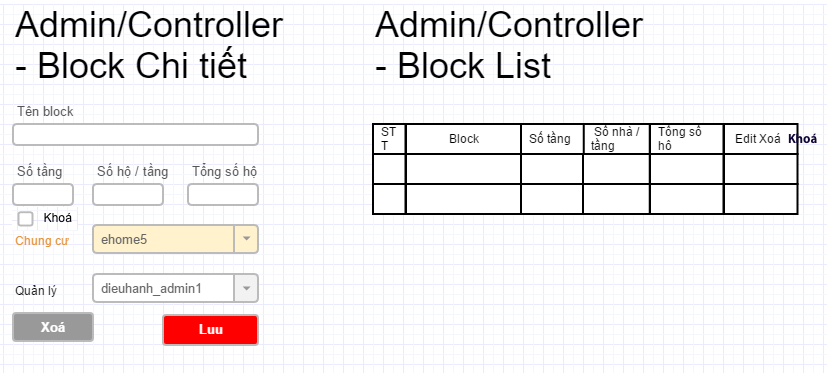 Admin/Controller
- Block Chi tiết
Tên block
Số tầng Số hộ / tầng Tổng số hộ
Khoá
Chung cư ehome5
Quản lý dieuhanh_admin1
Xoá Luu
Admin/Controller
- Block List
ST
T
Block
Số tầng
Số nhà /
tầng
Tổng số
hộ
Edit Xoá Khoá